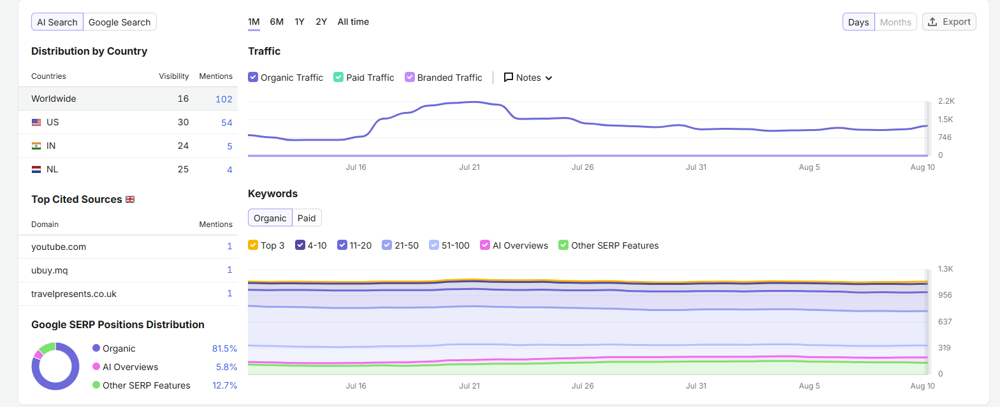 AI Search Google Search
Distribution by Country
Countries Visibility Mentions
Worldwide 16 102
US 30 54
IN 24 5
NL 25 4
Top Cited Sources
Domain Mentions
youtube.com 1
ubuy.mq 1
travelpresents.co.uk 1
Google SERP Positions Distribution
Organic 81.5%
AI Overviews 5.8%
Other SERP Features 12.7%
1M 6M 1Y 2Y All time
Days Months Export
Traffic
Organic Traffic Paid Traffic Branded Traffic Notes
2.2K
1.5K
746
0
Jul 16 Jul 21 Jul 26 Jul 31 Aug 5 Aug 10
Keywords
Organic Paid
Top 3 4-10 11-20 21-50 51-100 AI Overviews Other SERP Features
1.3K
956
637
319
0
Jul 16 Jul 21 Jul 26 Jul 31 Aug 5 Aug 10